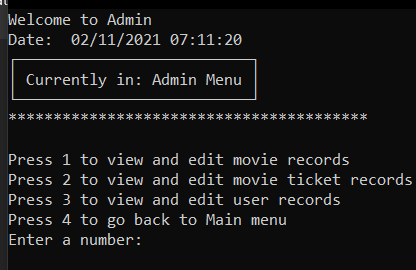 Welcome to Admin
Date:  02/11/2021 07:11:20
Currently in: Admin Menu
****************************************
Press 1 to view and edit movie records
Press 2 to view and edit movie ticket records
Press 3 to view and edit user records
Press 4 to go back to Main menu
Enter a number: